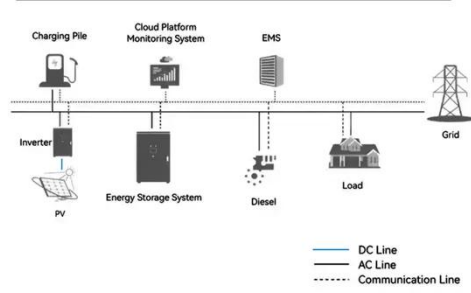 Charging Pile
Cloud Platform
Monitoring System
EMS
Grid
Inverter
PV
Energy Storage System
Diesel
Load
DC Line
AC Line
Communication Line